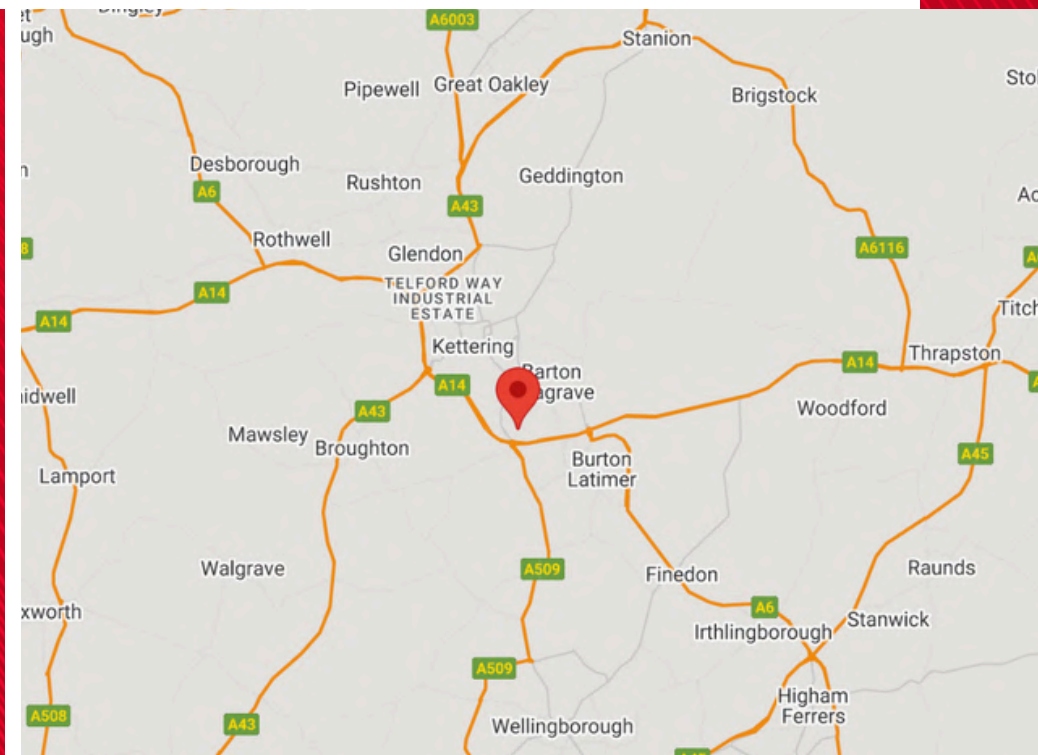 Dingley
A6003
Stanion
Pipewell
Great Oakley
Brigstock
Desborough
A6
Rushton
Geddington
A43
Rothwell
Glendon
A6116
TELFORD WAY
INDUSTRIAL
ESTATE
A14
A14
Kettering
Thrapston
A14
Barton
A14
A43
Woodford
Mawsley
Broughton
Burton
Latimer
A45
Lamport
A509
Walgrave
Finedon
Raunds
A6
Stanwick
Irthlingborough
A509
Higham
Ferrers
A508
A43
Wellingborough